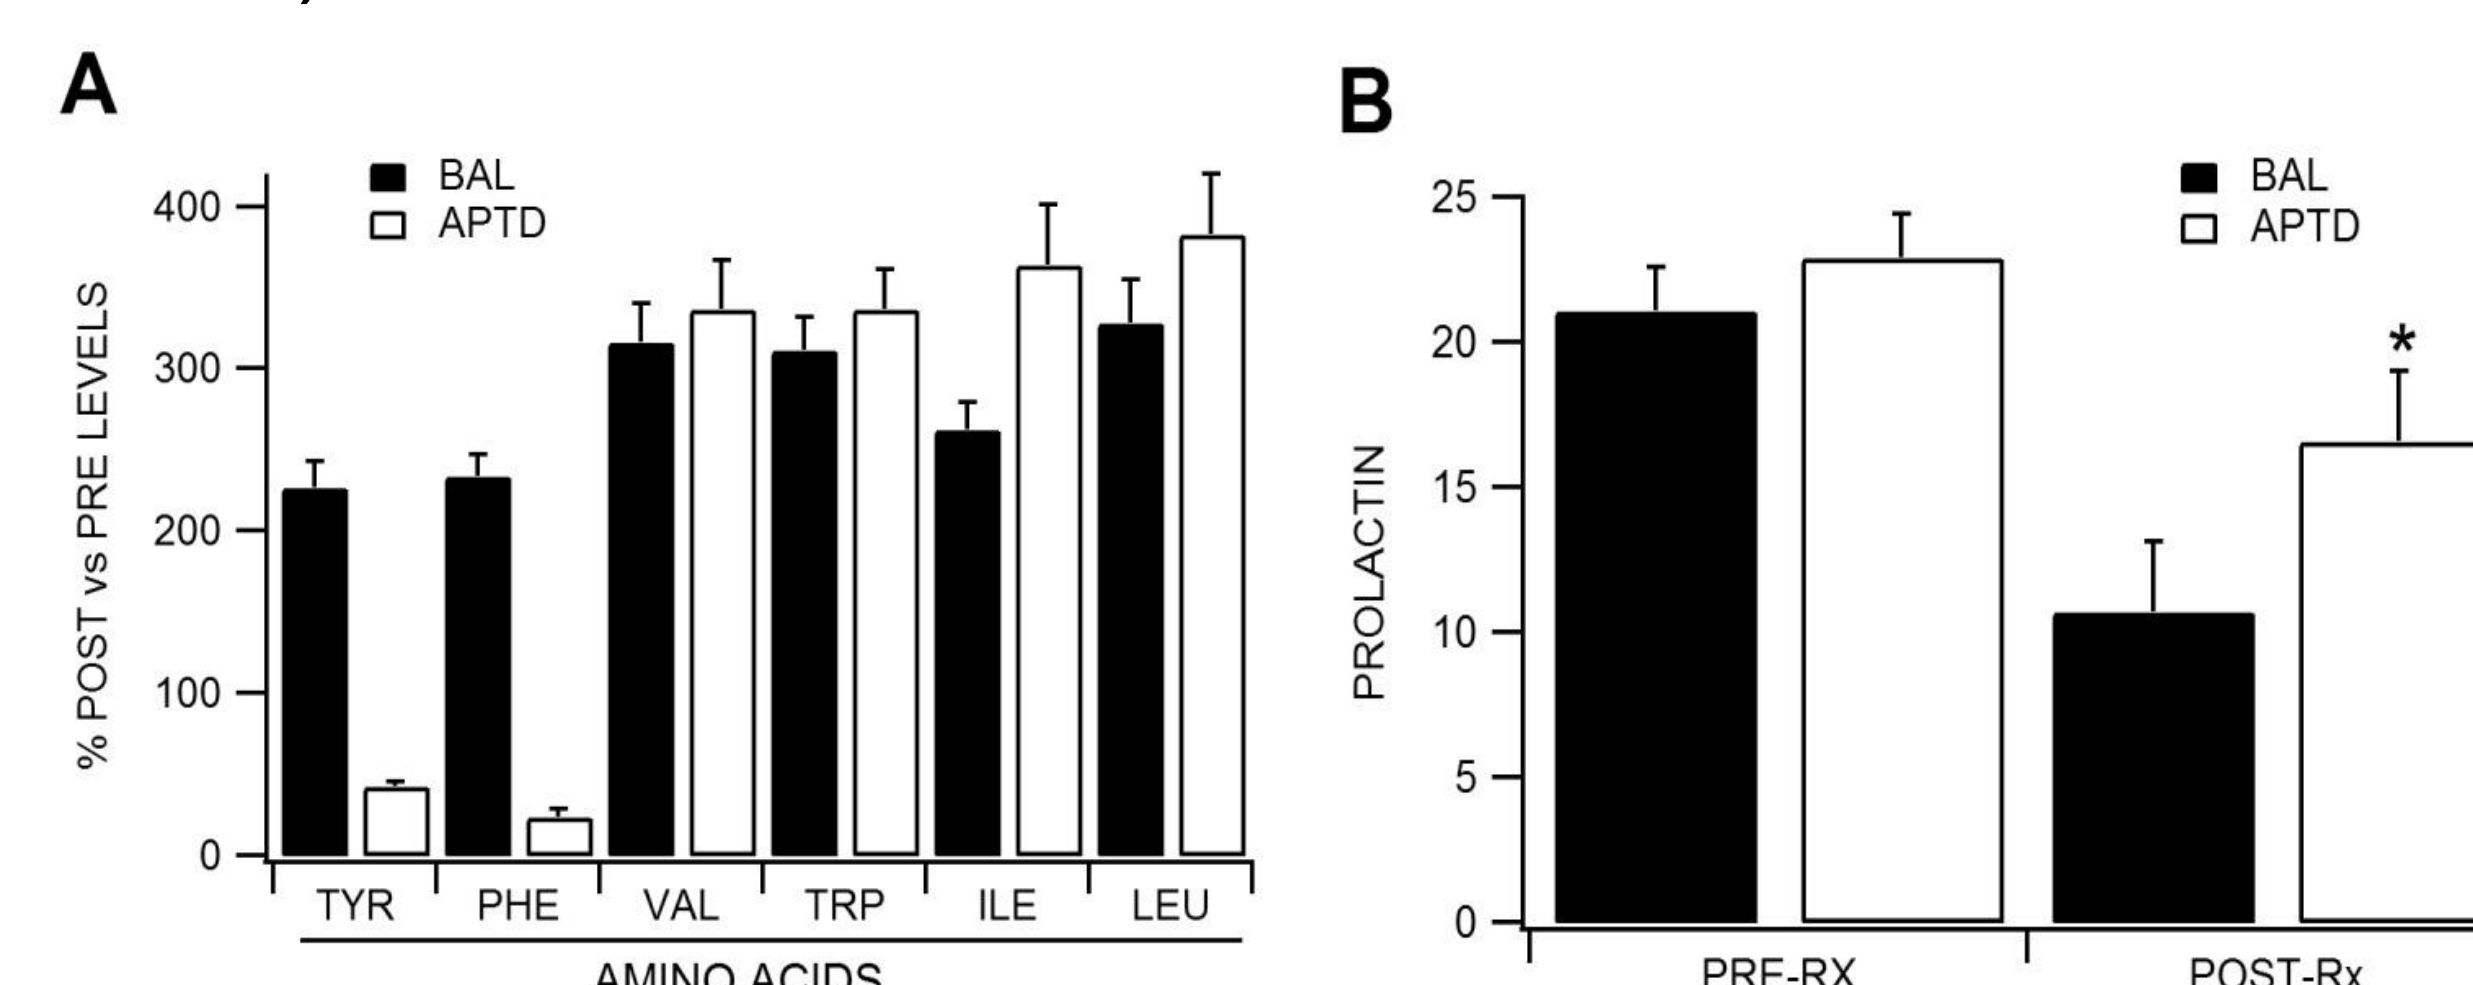 A
BAL
APTD
400
300
200
100
0
% POST vs PRE LEVELS
TYR PHE VAL TRP ILE LEU
AMINO ACIDS
B
BAL
APTD
25
20
15
10
5
0
PROLACTIN
*
PRE-RX POST-Rx